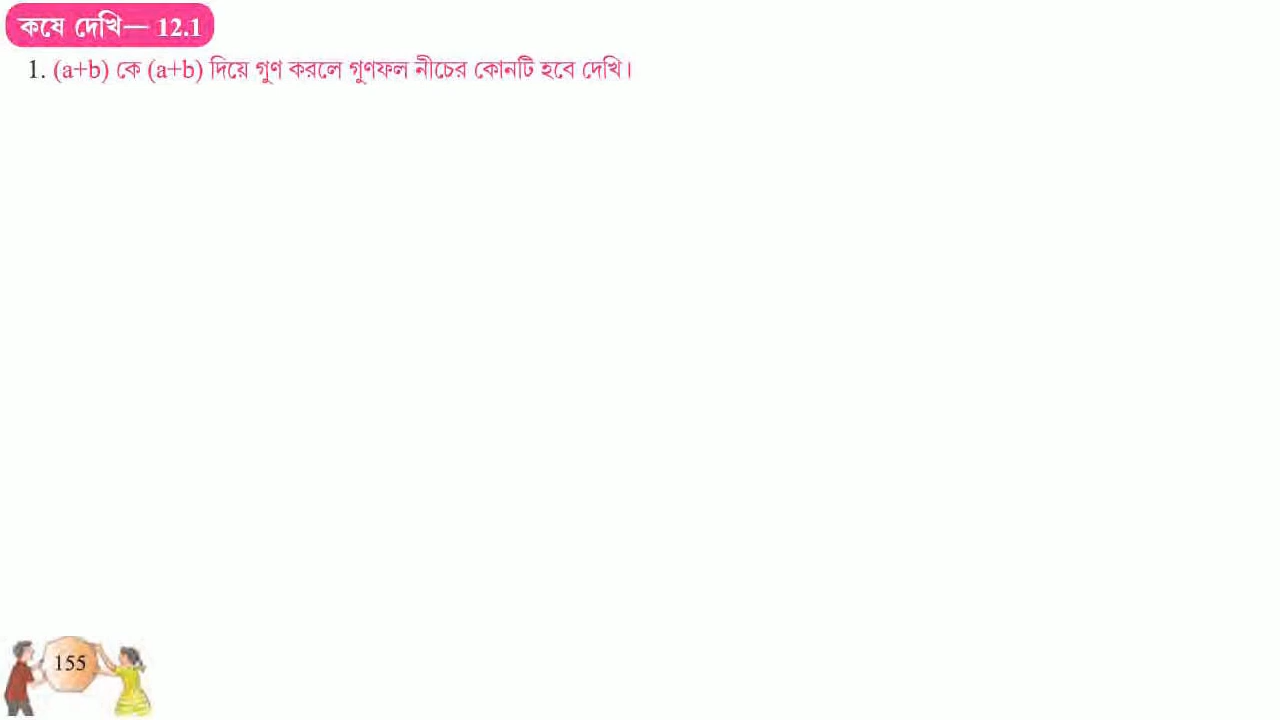 কষে দেখি— 12.1
1. (a+b) কে (a+b) দিয়ে গুণ করলে গুণফল নীচের কোনটি হবে দেখি।
155